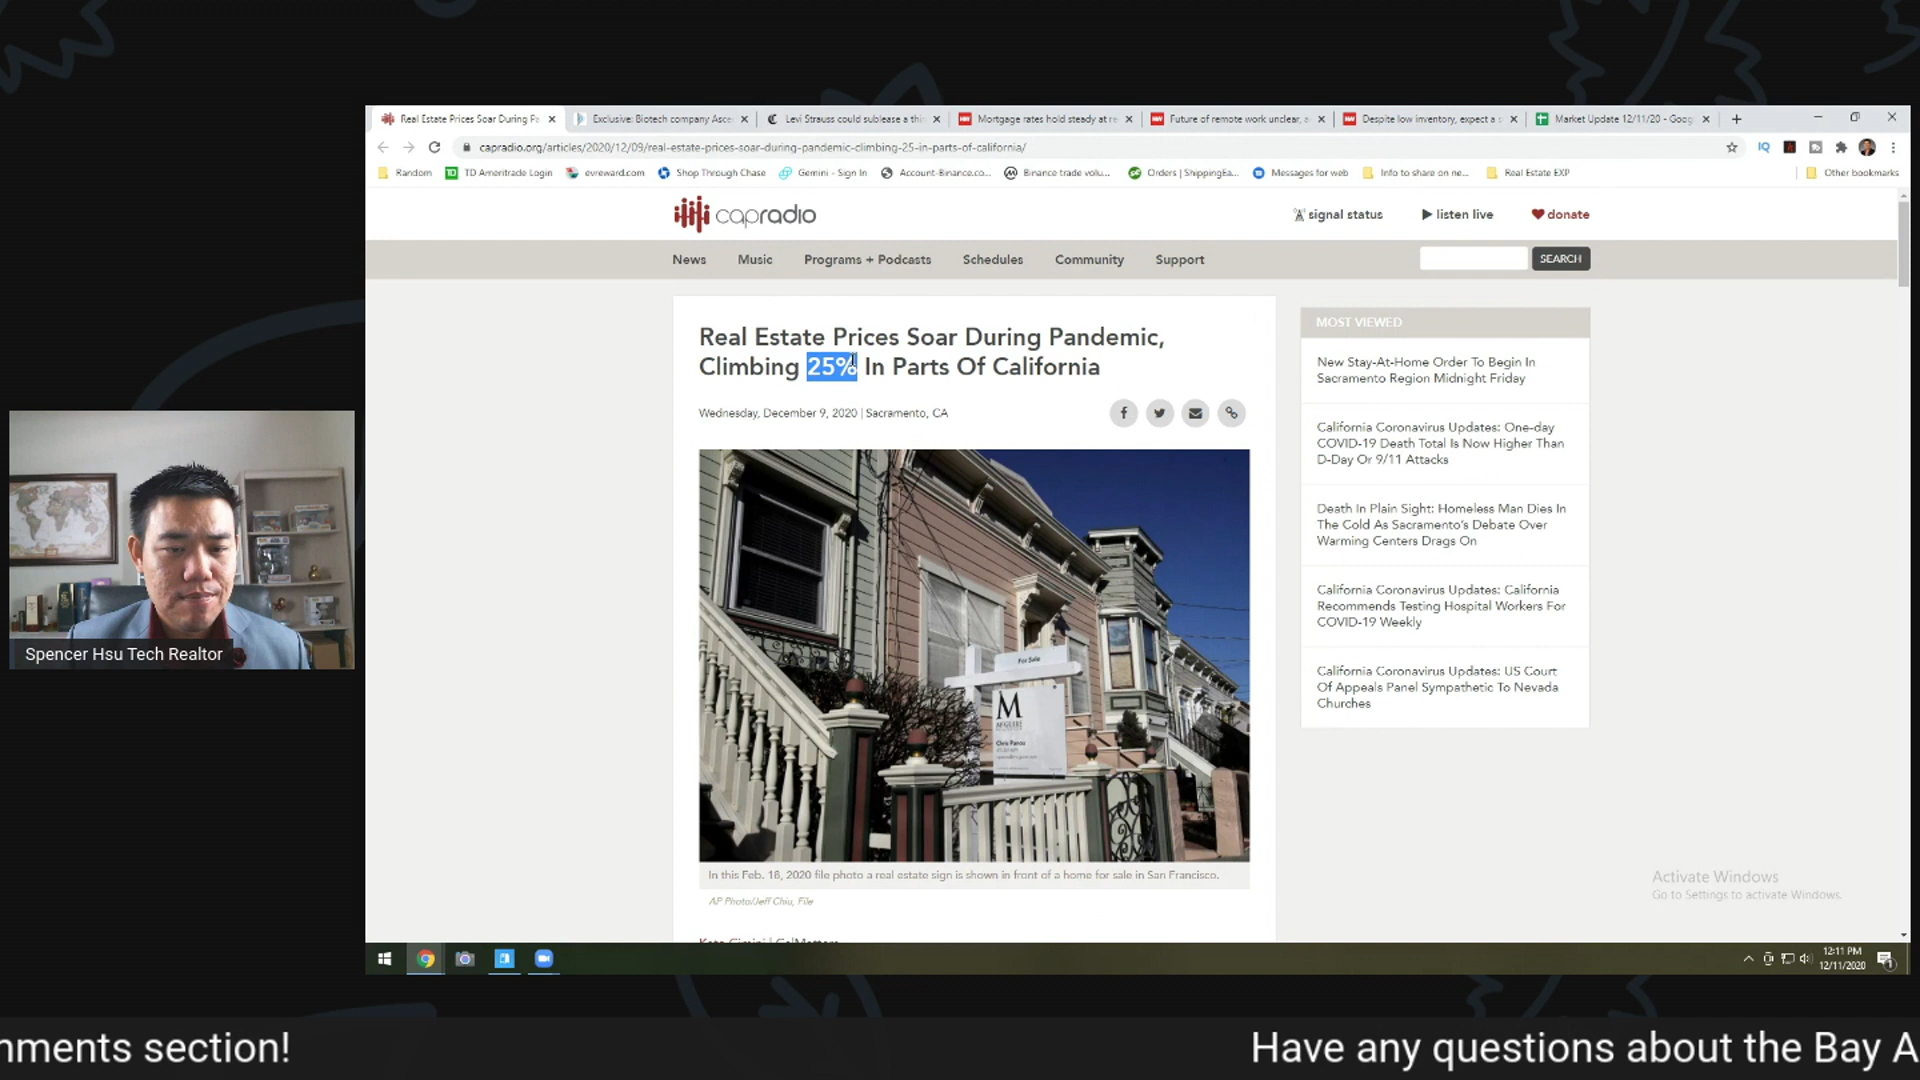 Real Estate Prices Soar During Pa
Exclusive: Biotech company Asce
Levi Strauss could sublease a thi
Mortgage rates hold steady at re
Future of remote work unclear, a
Despite low inventory, expect a s
Market Update 12/11/20 - Goog
capradio.org/articles/2020/12/09/real-estate-prices-soar-during-pandemic-climbing-25-in-parts-of-california/
Random
TD Ameritrade Login
evreward.com
Shop Through Chase
Gemini - Sign In
Account-Binance.co...
Binance trade volu...
Orders | ShippingEa...
Messages for web
Info to share on ne...
Real Estate EXP
Other bookmarks
capradio
signal status
listen live
donate
News
Music
Programs + Podcasts
Schedules
Community
Support
SEARCH
Real Estate Prices Soar During Pandemic,
Climbing 25% In Parts Of California
Wednesday, December 9, 2020 | Sacramento, CA
For Sale
M
MCGUIRE
In this Feb. 18, 2020 file photo a real estate sign is shown in front of a home for sale in San Francisco.
AP Photo/Jeff Chiu, File
MOST VIEWED
New Stay-At-Home Order To Begin In
Sacramento Region Midnight Friday
California Coronavirus Updates: One-day
COVID-19 Death Total Is Now Higher Than
D-Day Or 9/11 Attacks
Death In Plain Sight: Homeless Man Dies In
The Cold As Sacramento's Debate Over
Warming Centers Drags On
California Coronavirus Updates: California
Recommends Testing Hospital Workers For
COVID-19 Weekly
California Coronavirus Updates: US Court
Of Appeals Panel Sympathetic To Nevada
Churches
Activate Windows
Go to Settings to activate Windows.
12:11 PM
12/11/2020
Spencer Hsu Tech Realtor
nments section!
Have any questions about the Bay A